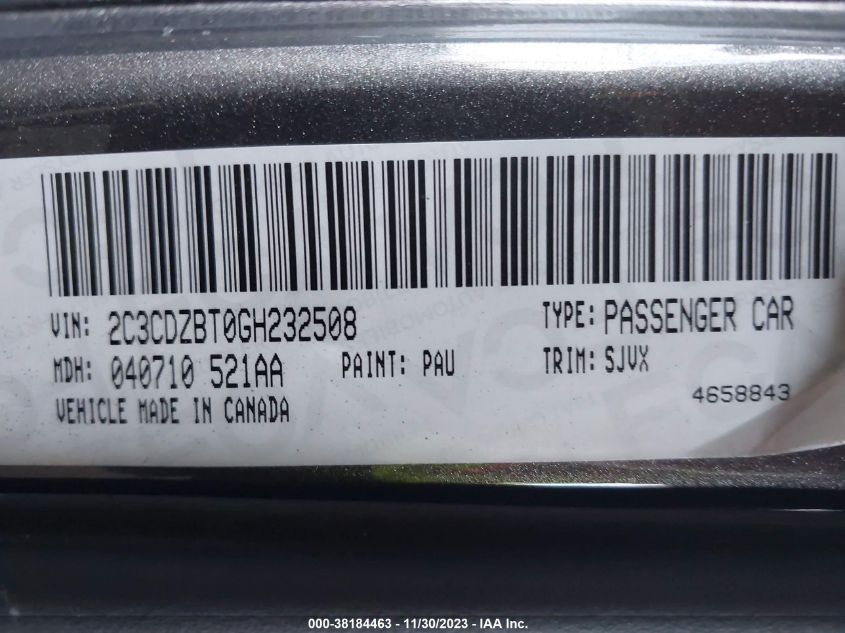 VIN: 2C3CDZBT0GH232508 TYPE: PASSENGER CAR
MDH: 040710 521AA PAINT: PAU TRIM: SJVX
VEHICLE MADE IN CANADA 4658843
000-38184463 - 11/30/2023 - IAA Inc.